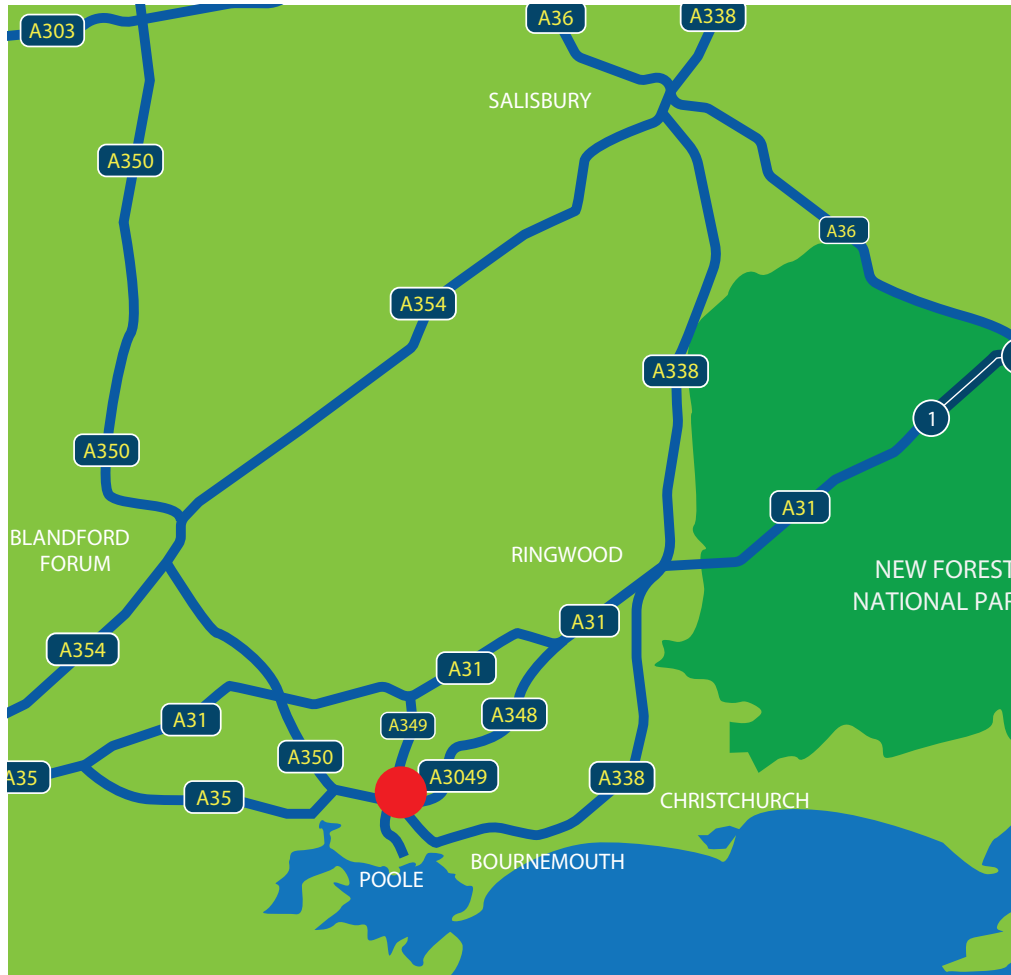 A303
A36
A338
SALISBURY
A350
A36
A354
A338
1
A350
A31
BLANDFORD
FORUM
RINGWOOD
NEW FOREST
NATIONAL PAR
A31
A354
A31
A31
A349
A348
A350
A3049
A338
A35
A35
CHRISTCHURCH
BOURNEMOUTH
POOLE